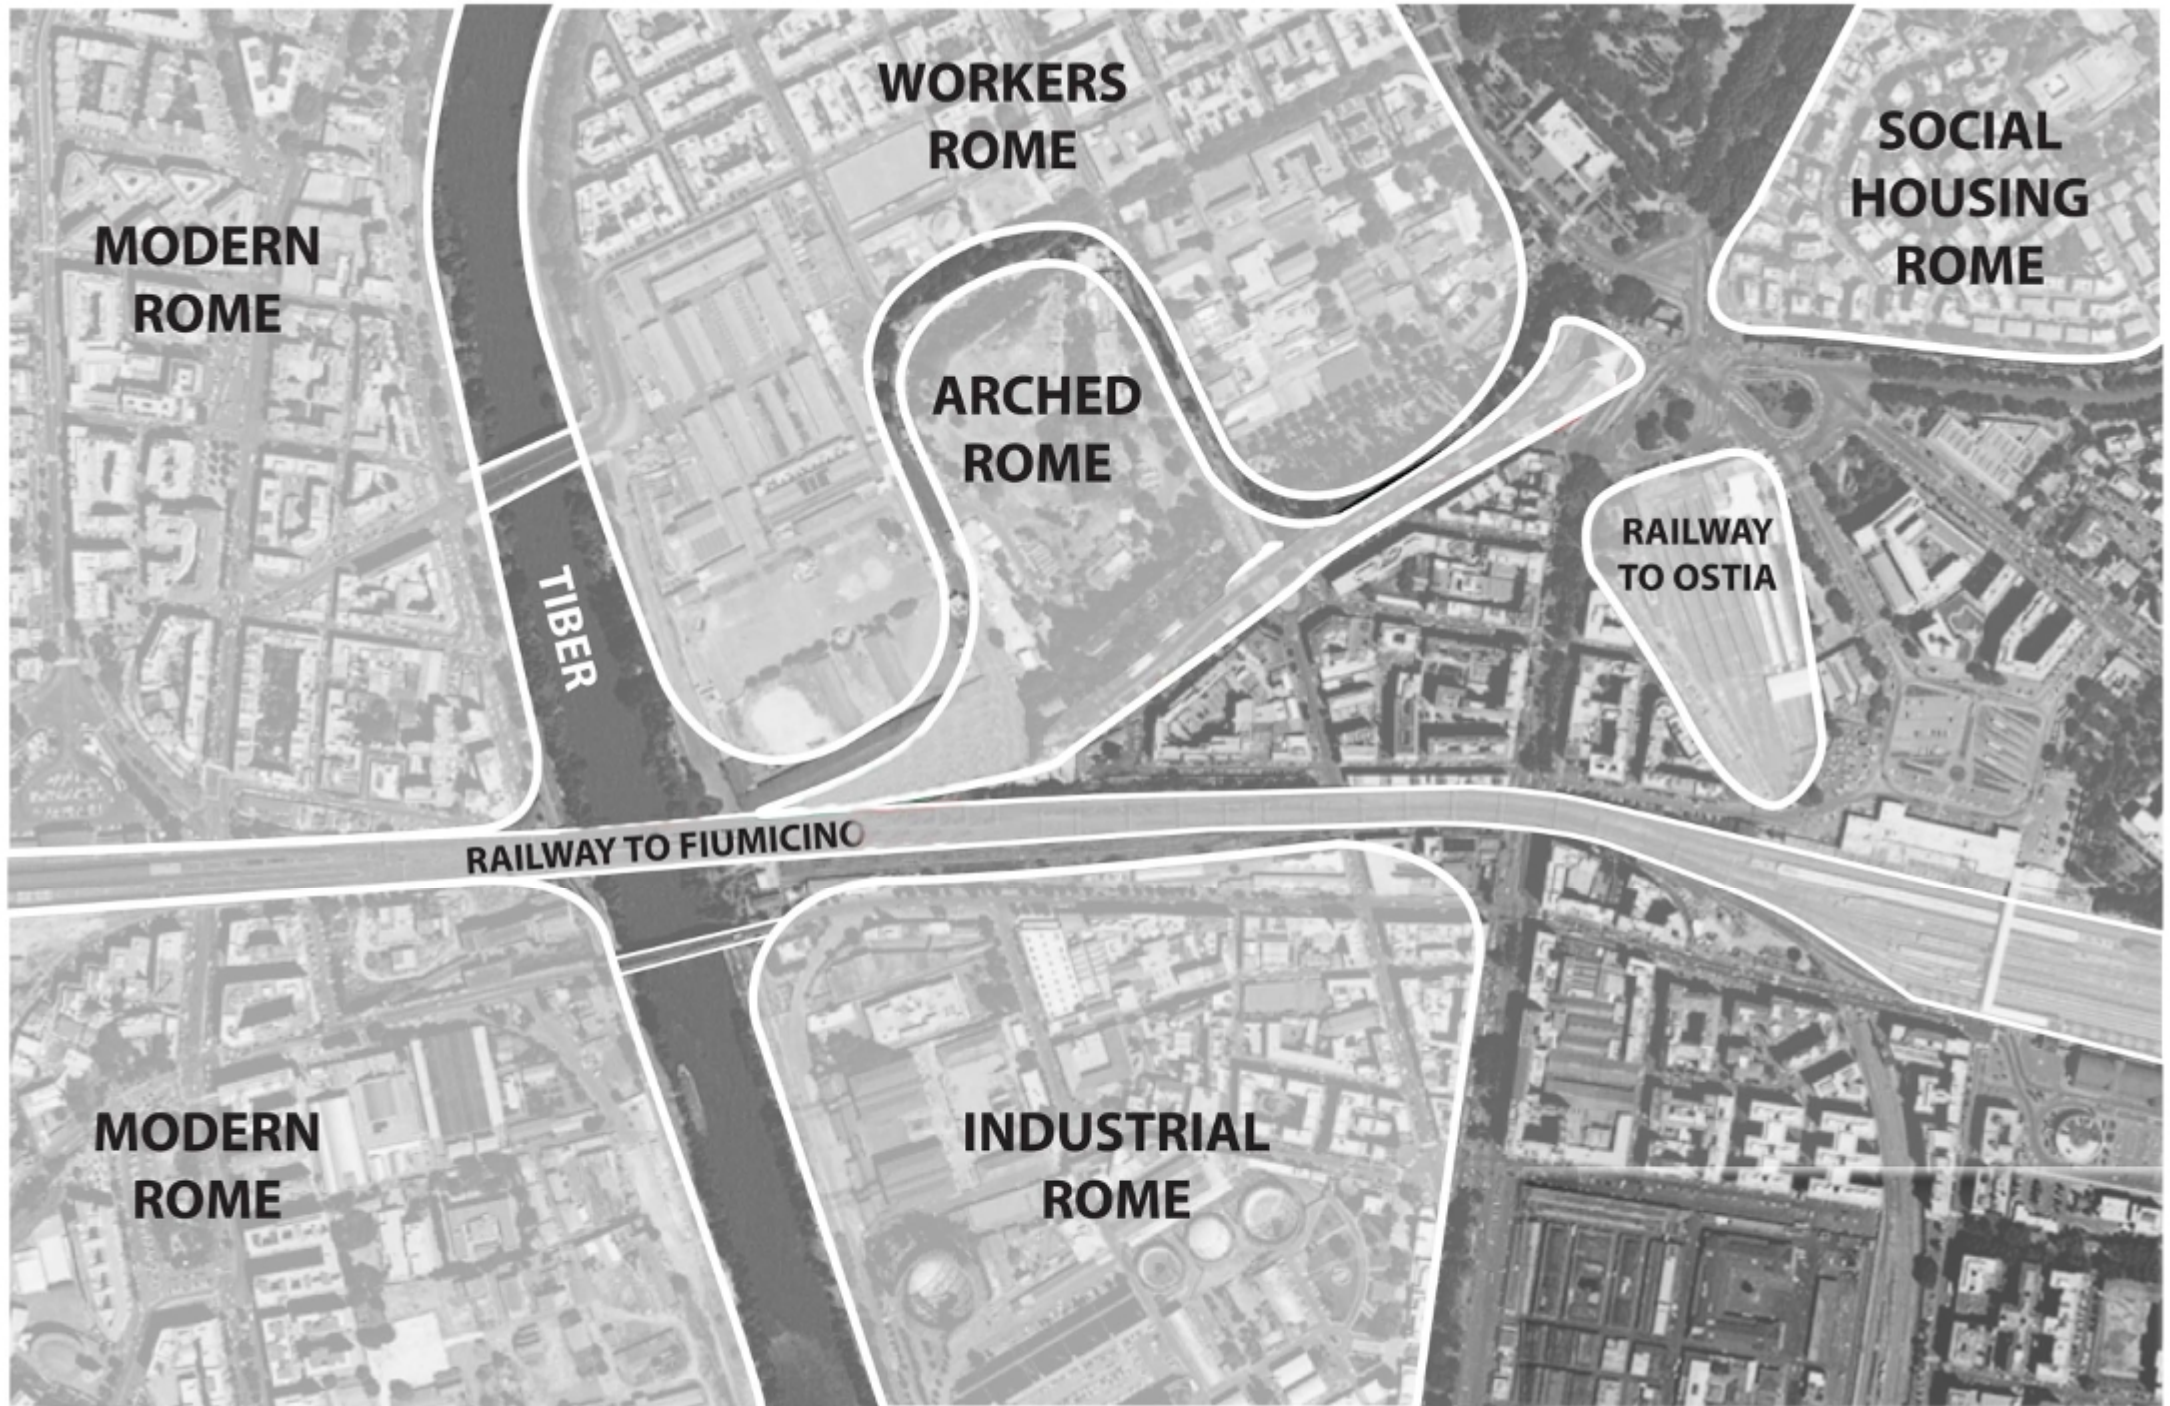 WORKERS
ROME
SOCIAL
HOUSING
ROME
MODERN
ROME
ARCHED
ROME
RAILWAY
TO OSTIA
TIBER
RAILWAY TO FIUMICINO
MODERN
ROME
INDUSTRIAL
ROME